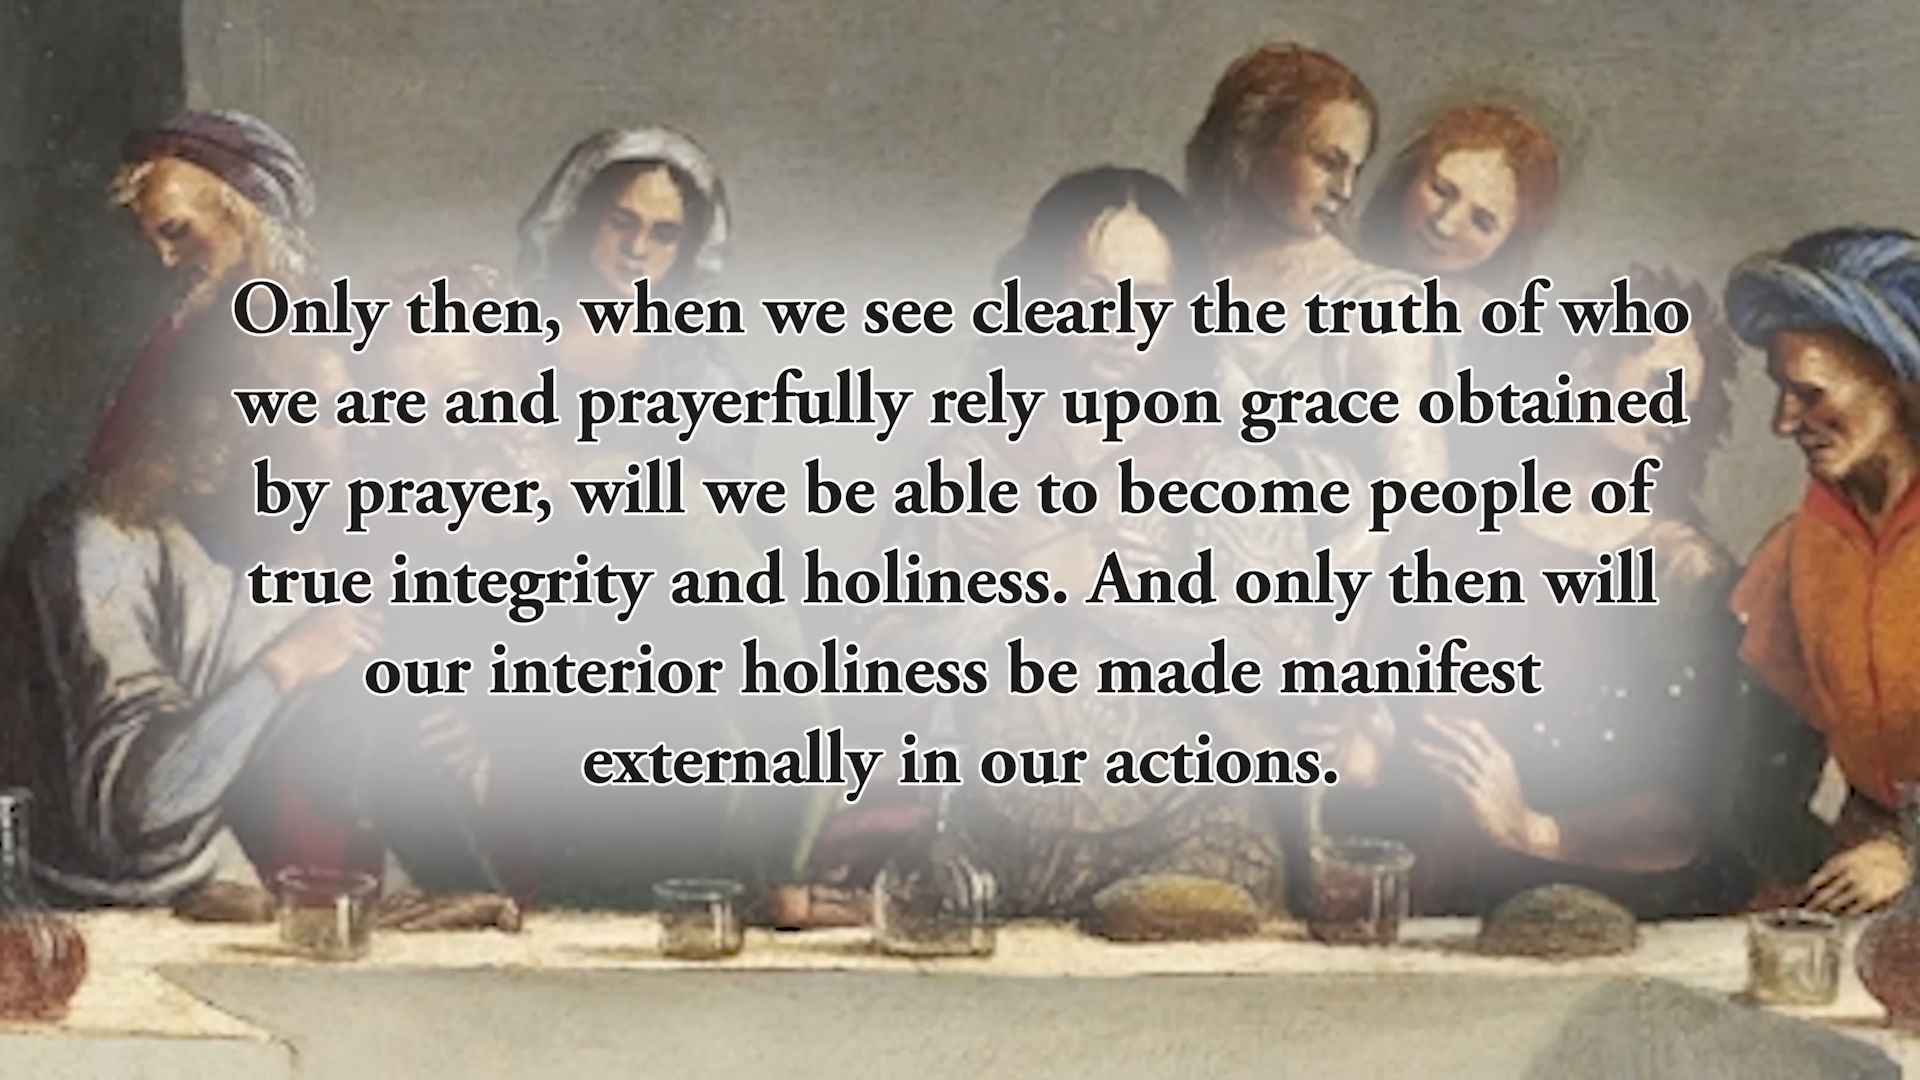 Only then, when we see clearly the truth of who
we are and prayerfully rely upon grace obtained
by prayer, will we be able to become people of
true integrity and holiness. And only then will
our interior holiness be made manifest
externally in our actions.